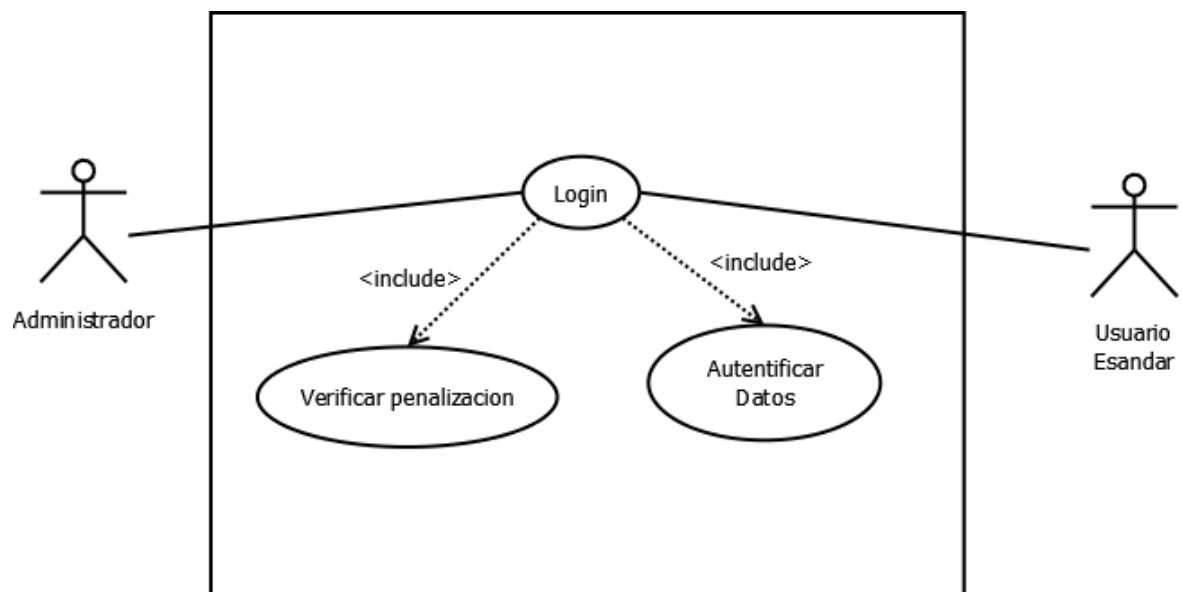 Login
<include>
<include>
Administrador
Usuario
Esandar
Verificar penalizacion
Autentificar
Datos